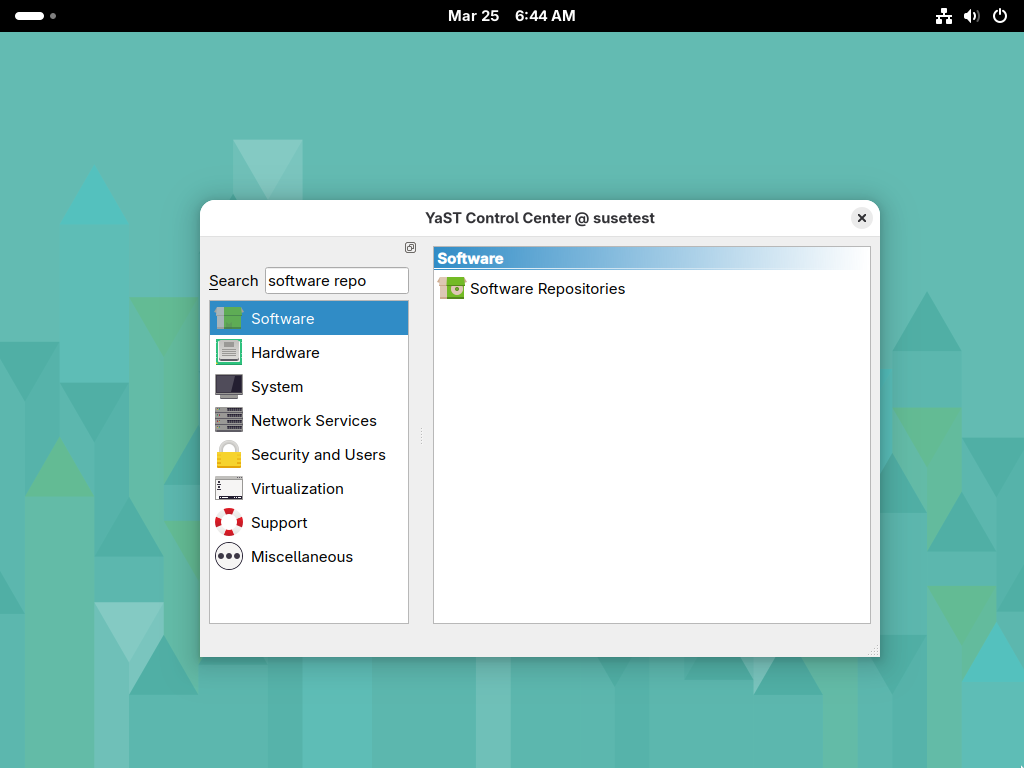 Mar 25 6:44 AM
YaST Control Center @ susetest
Search software repo
Software
Hardware
System
Network Services
Security and Users
Virtualization
Support
Miscellaneous
Software
Software Repositories